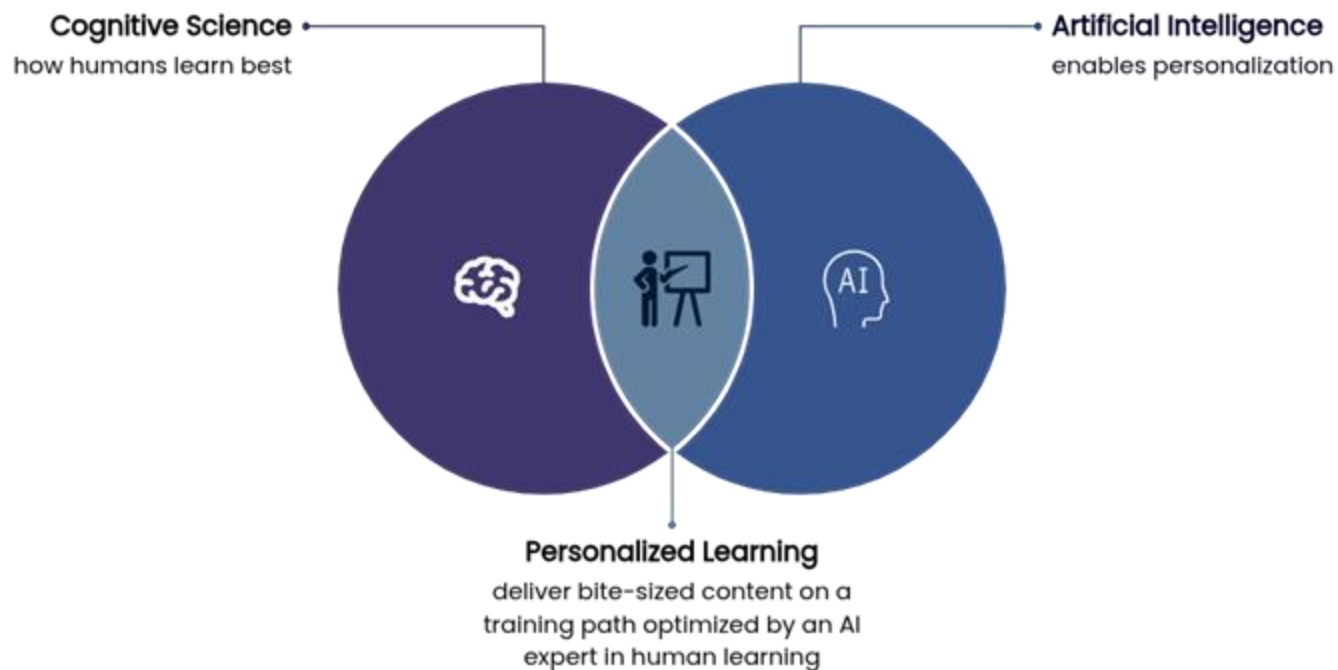 Cognitive Science
how humans learn best
Artificial Intelligence
enables personalization
AI
Personalized Learning
deliver bite-sized content on a
training path optimized by an AI
expert in human learning